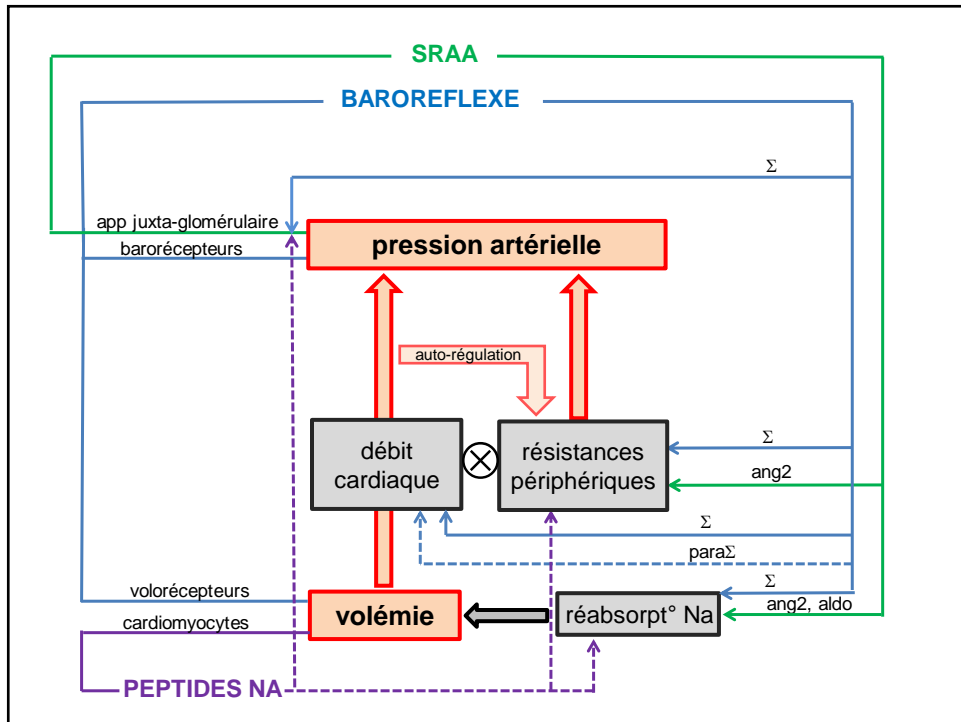 SRAA
BAROREFLEXE
Σ
app juxta-glomérulaire
barorécepteurs
pression artérielle
auto-régulation
débit
cardiaque
résistances
périphériques
Σ
ang2
Σ
paraΣ
volorécepteurs
cardiomyocytes
volémie
réabsorpt° Na
Σ
ang2, aldo
PEPTIDES NA